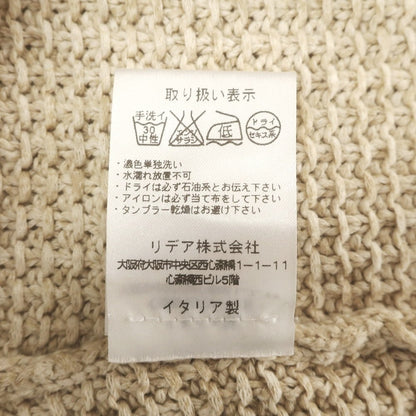 取り扱い表示
手洗イ
30
中性
エンソ
サラシ
低
ドライ
セキユ系
・濃色単独洗い
・水濡れ放置不可
・ドライは必ず石油系とお伝え下さい
・アイロンは必ず当て布をして下さい
・タンブラー乾燥はお避け下さい
リデア株式会社
大阪府大阪市中央区西心斎橋1-1-11
心斎橋西ビル5階
イタリア製